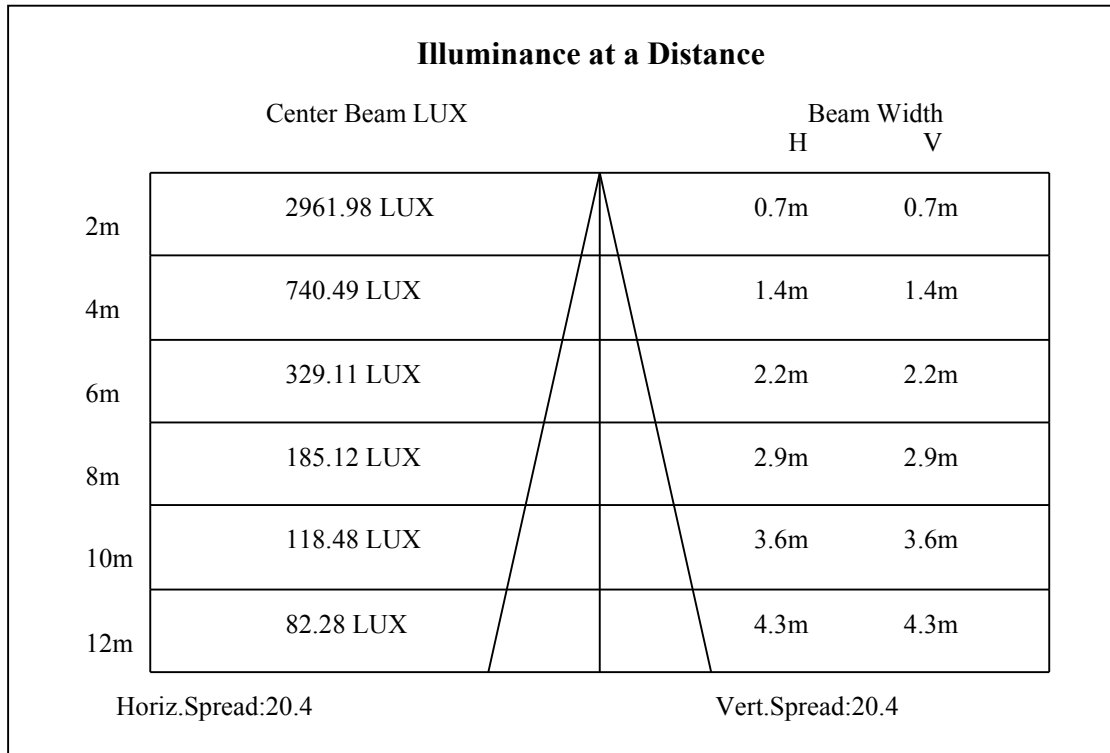 Illuminance at a Distance
Center Beam LUX Beam Width
H V
2m 2961.98 LUX 0.7m 0.7m
4m 740.49 LUX 1.4m 1.4m
6m 329.11 LUX 2.2m 2.2m
8m 185.12 LUX 2.9m 2.9m
10m 118.48 LUX 3.6m 3.6m
12m 82.28 LUX 4.3m 4.3m
Horiz.Spread:20.4 Vert.Spread:20.4